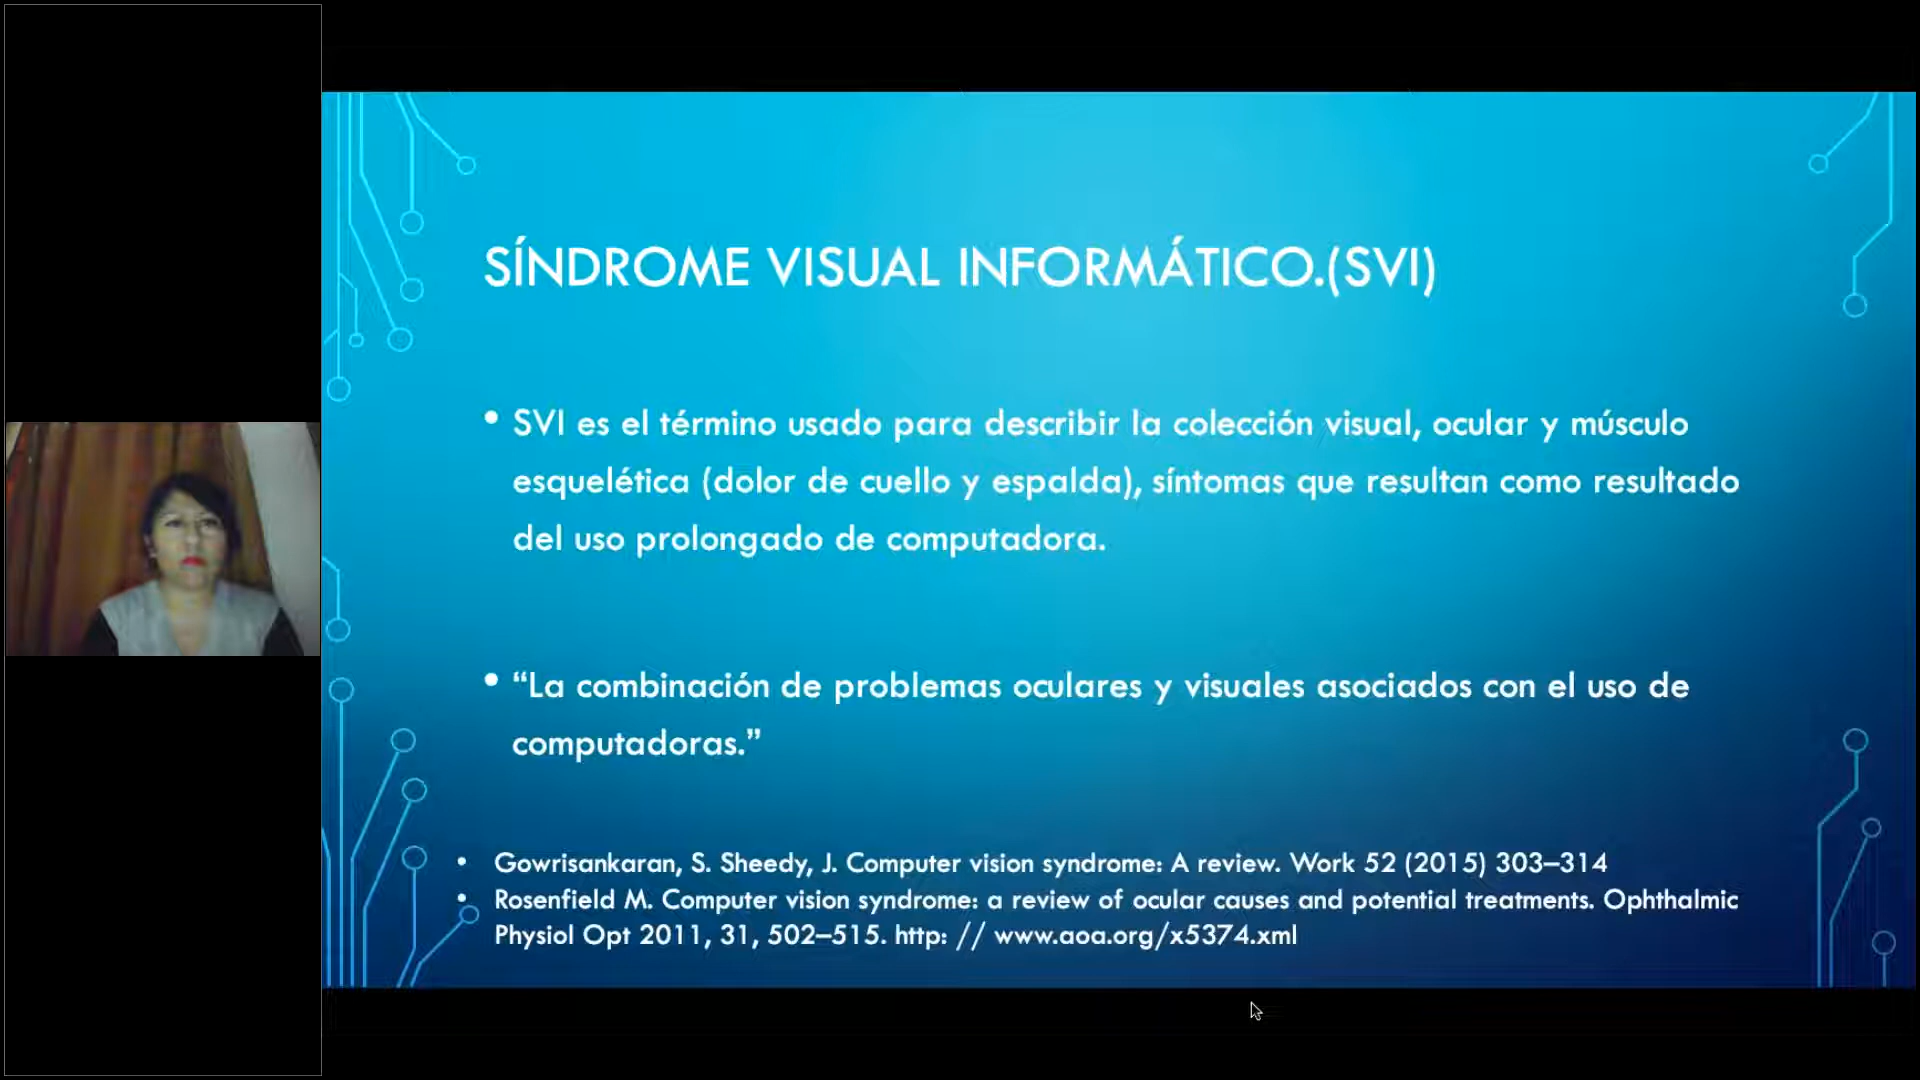 SÍNDROME VISUAL INFORMÁTICO.(SVI)
• SVI es el término usado para describir la colección visual, ocular y músculo
esquelética (dolor de cuello y espalda), síntomas que resultan como resultado
del uso prolongado de computadora.
• “La combinación de problemas oculares y visuales asociados con el uso de
computadoras.”
• Gowrisankaran, S. Sheedy, J. Computer vision syndrome: A review. Work 52 (2015) 303–314
• Rosenfield M. Computer vision syndrome: a review of ocular causes and potential treatments. Ophthalmic
Physiol Opt 2011, 31, 502–515. http: // www.aoa.org/x5374.xml